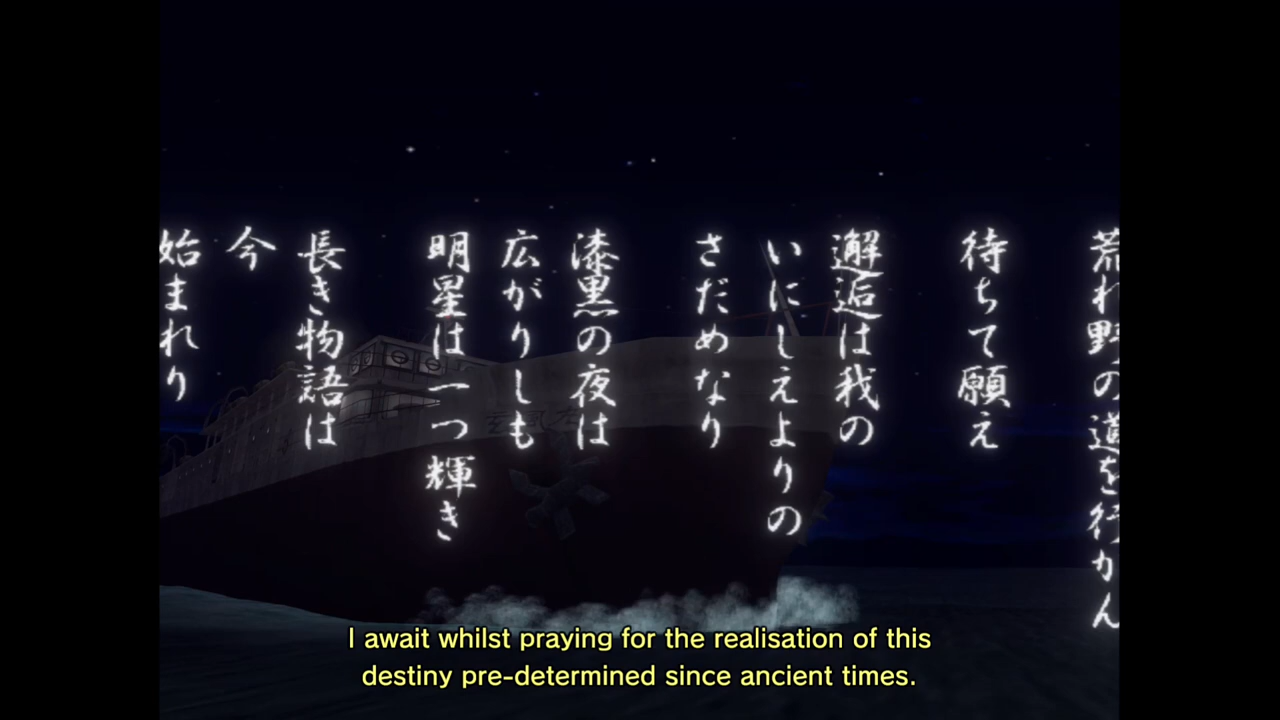 荒れ野の道を行かん
待ちて願え
邂逅は我の
いにしえよりの
さだめなり
漆黒の夜は
広がりしも
明星は一つ輝き
長き物語は
今
始まれり
I await whilst praying for the realisation of this
destiny pre-determined since ancient times.